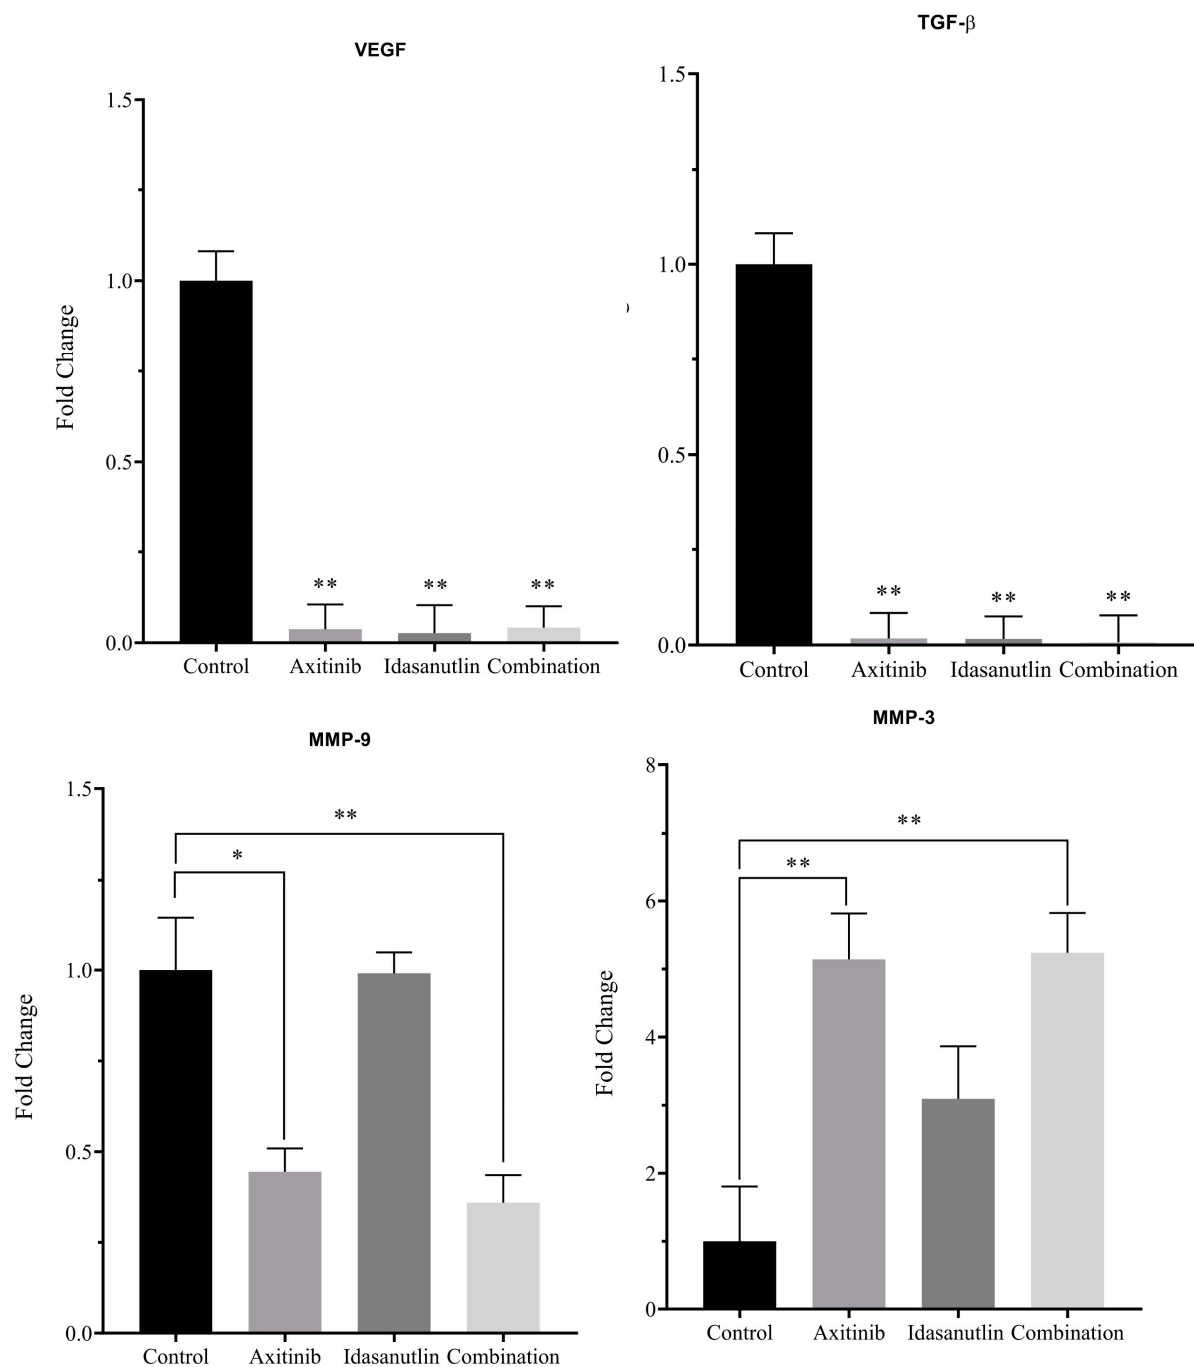 VEGF
1.5
1.0
0.5
0.0
Fold Change
**
**
**
Control
Axitinib
Idasanutlin
Combination
TGF-β
1.5
1.0
0.5
0.0
**
**
**
Control
Axitinib
Idasanutlin
Combination
MMP-9
1.5
1.0
0.5
0.0
Fold Change
**
*
Control
Axitinib
Idasanutlin
Combination
MMP-3
8
6
4
2
0
Fold Change
**
**
Control
Axitinib
Idasanutlin
Combination